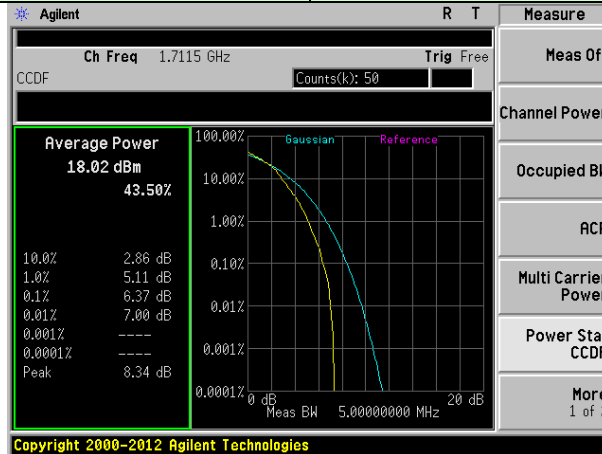 Agilent R T Measure
Ch Freq 1.7115 GHz Trig Free
CCDF Counts(k): 50
Average Power
18.02 dBm
43.50%
10.0% 2.86 dB
1.0% 5.11 dB
0.1% 6.37 dB
0.01% 7.00 dB
0.001% ----
0.0001% ----
Peak 8.34 dB
Gaussian Reference
100.00%
10.00%
1.00%
0.10%
0.01%
0.001%
0.0001%
0 dB 20 dB
Meas BW 5.00000000 MHz
Meas Of
Channel Power
Occupied B
AC
Multi Carrier
Power
Power Sta
CCD
More
1 of
Copyright 2000-2012 Agilent Technologies